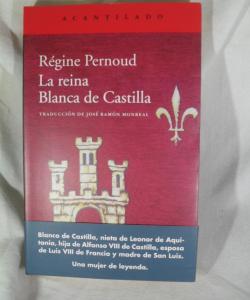 ACANTILADO
Régine Pernoud
La reina
Blanca de Castilla
TRADUCCIÓN DE JOSÉ RAMÓN MONREAL
Blanca de Castilla, nieta de Leonor de Aqui-
tania, hija de Alfonso VIII de Castilla, esposa
de Luis VIII de Francia y madre de San Luis.
Una mujer de leyenda.